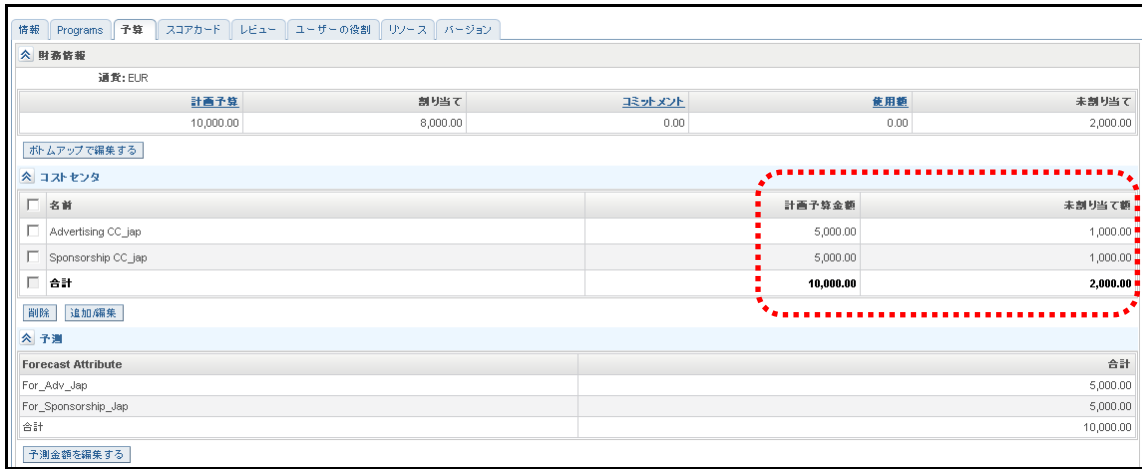 情報 Programs 予算 スコアカード レビュー ユーザーの役割 リソース バージョン
財務情報
通貨: EUR
計画予算 割り当て コミットメント 使用額 未割り当て
10,000.00 8,000.00 0.00 0.00 2,000.00
ボトムアップで編集する
コストセンタ
名前 計画予算金額 未割り当て額
Advertising CC_jap 5,000.00 1,000.00
Sponsorship CC_jap 5,000.00 1,000.00
合計 10,000.00 2,000.00
削除 追加/編集
予測
Forecast Attribute 合計
For_Adv_Jap 5,000.00
For_Sponsorship_Jap 5,000.00
合計 10,000.00
予測金額を編集する